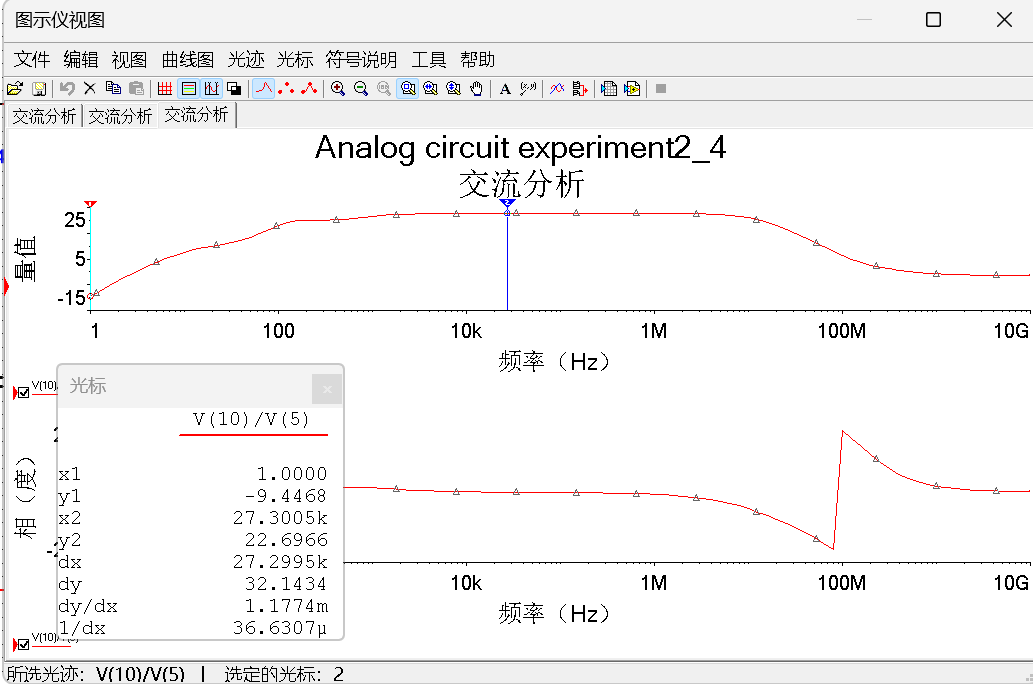 图示仪视图
文件 编辑 视图 曲线图 光迹 光标 符号说明 工具 帮助
交流分析 交流分析 交流分析
Analog circuit experiment2_4
交流分析
量值
25
5
-15
1 100 10k 1M 100M 10G
频率（Hz）
V(10)/
光标
V(10)/V(5)
x1 1.0000
y1 -9.4468
x2 27.3005k
y2 22.6966
dx 27.2995k
dy 32.1434
dy/dx 1.1774m
1/dx 36.6307μ
相（度）
10k 1M 100M 10G
频率（Hz）
所选光迹: V(10)/V(5) | 选定的光标: 2